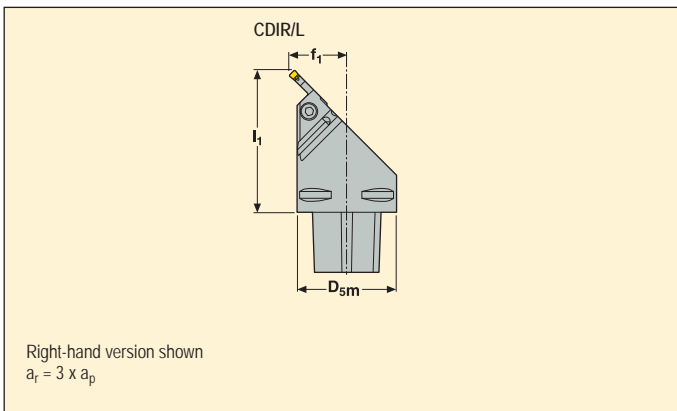 CDIR/L
f₁
l₁
D₅ₘ
Right-hand version shown
aᵣ = 3 x aₚ